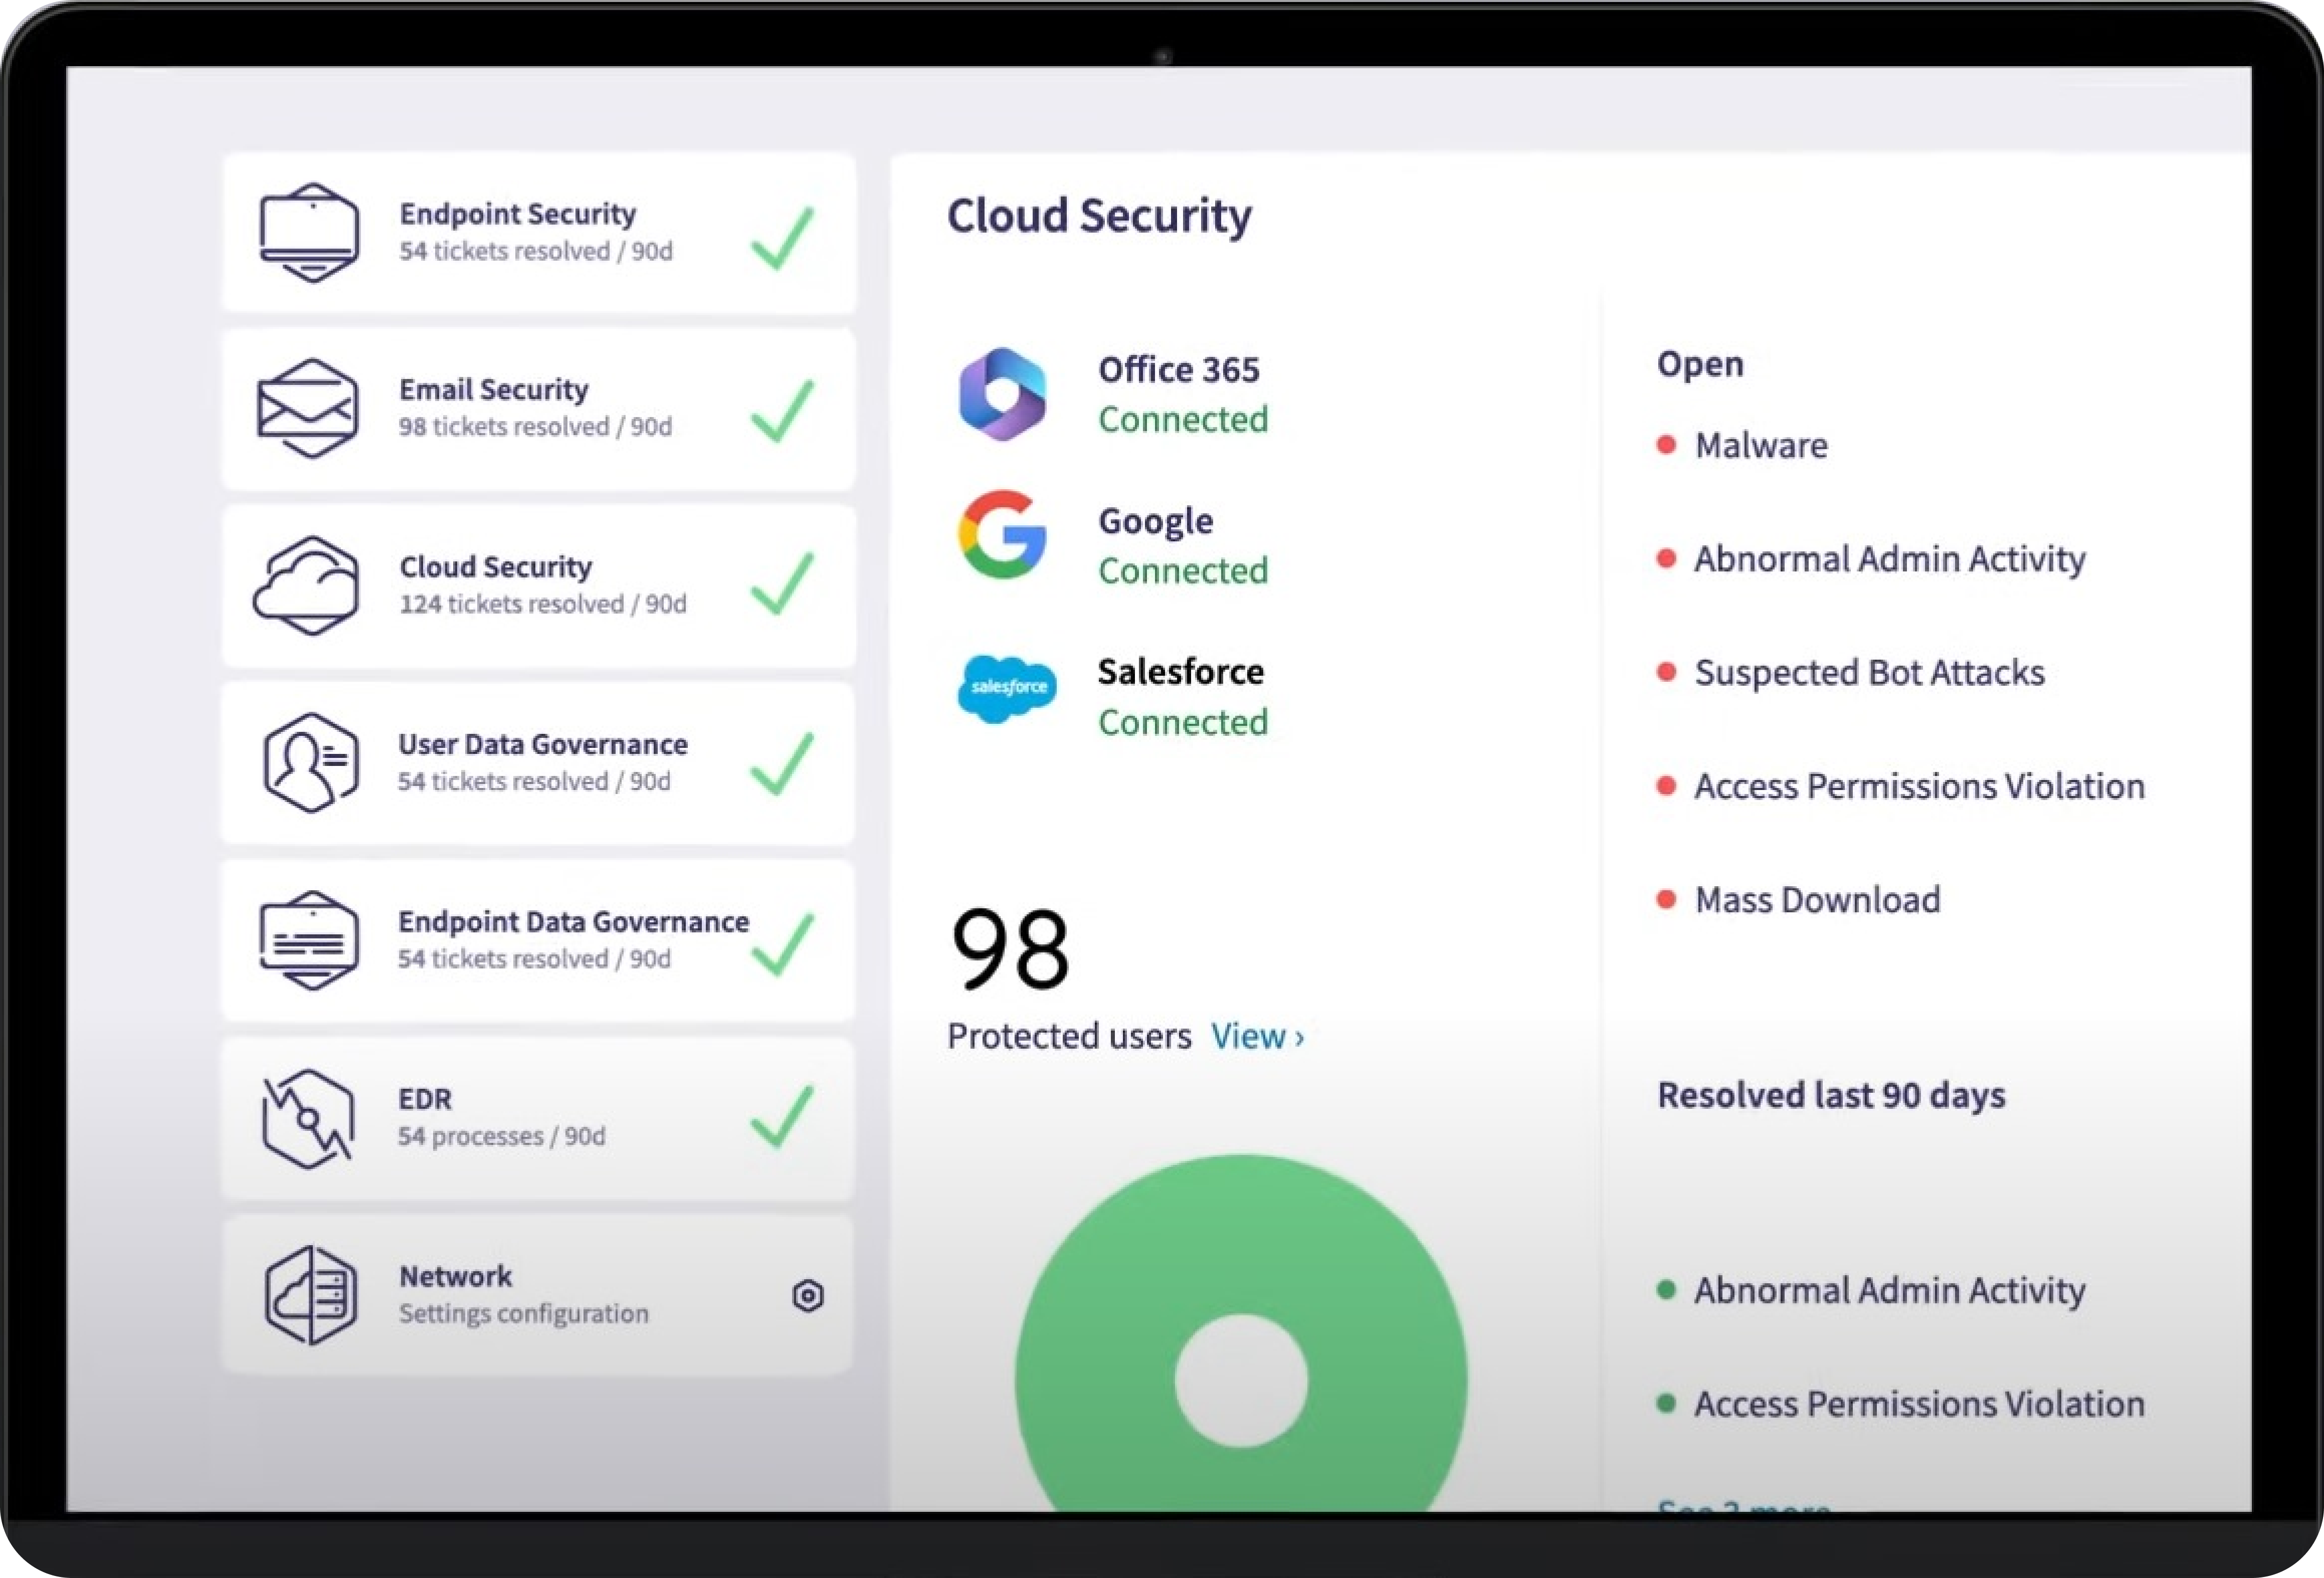 Endpoint Security
54 tickets resolved / 90d
Email Security
98 tickets resolved / 90d
Cloud Security
124 tickets resolved / 90d
User Data Governance
54 tickets resolved / 90d
Endpoint Data Governance
54 tickets resolved / 90d
EDR
54 processes / 90d
Network
Settings configuration
Cloud Security
Office 365
Connected
Google
Connected
salesforce
Salesforce
Connected
98
Protected users View ›
Open
Malware
Abnormal Admin Activity
Suspected Bot Attacks
Access Permissions Violation
Mass Download
Resolved last 90 days
Abnormal Admin Activity
Access Permissions Violation